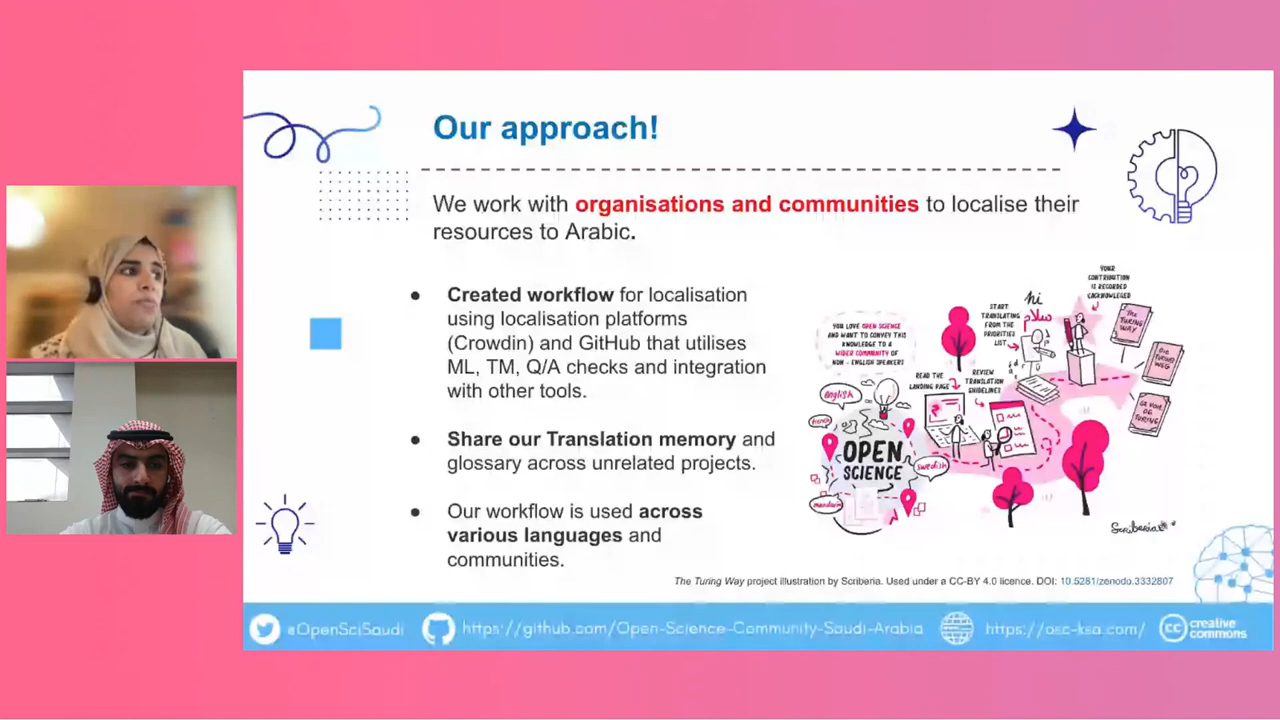 Our approach!
We work with organisations and communities to localise their
resources to Arabic.
● Created workflow for localisation
using localisation platforms
(Crowdin) and GitHub that utilises
ML, TM, Q/A checks and integration
with other tools.
● Share our Translation memory and
glossary across unrelated projects.
● Our workflow is used across
various languages and
communities.
YOU LOVE OPEN SCIENCE
AND WANT TO CONVEY THIS
KNOWLEDGE TO A
WIDER COMMUNITY OF
NON-ENGLISH SPEAKERS
English
french
OPEN
SCIENCE
Swedish
mandarin
READ THE
LANDING PAGE
REVIEW
TRANSLATION
GUIDELINES
START
TRANSLATING
FROM THE
PRIORITIES
LIST
hi
YOUR
CONTRIBUTION
IS RECORDED
& ACKNOWLEDGED
THE
TURING
WAY
Scriberia
The Turing Way project illustration by Scriberia. Used under a CC-BY 4.0 licence. DOI: 10.5281/zenodo.3332807
@OpenSciSaudi
https://github.com/Open-Science-Community-Saudi-Arabia
https://osc-ksa.com/
cc creative
commons